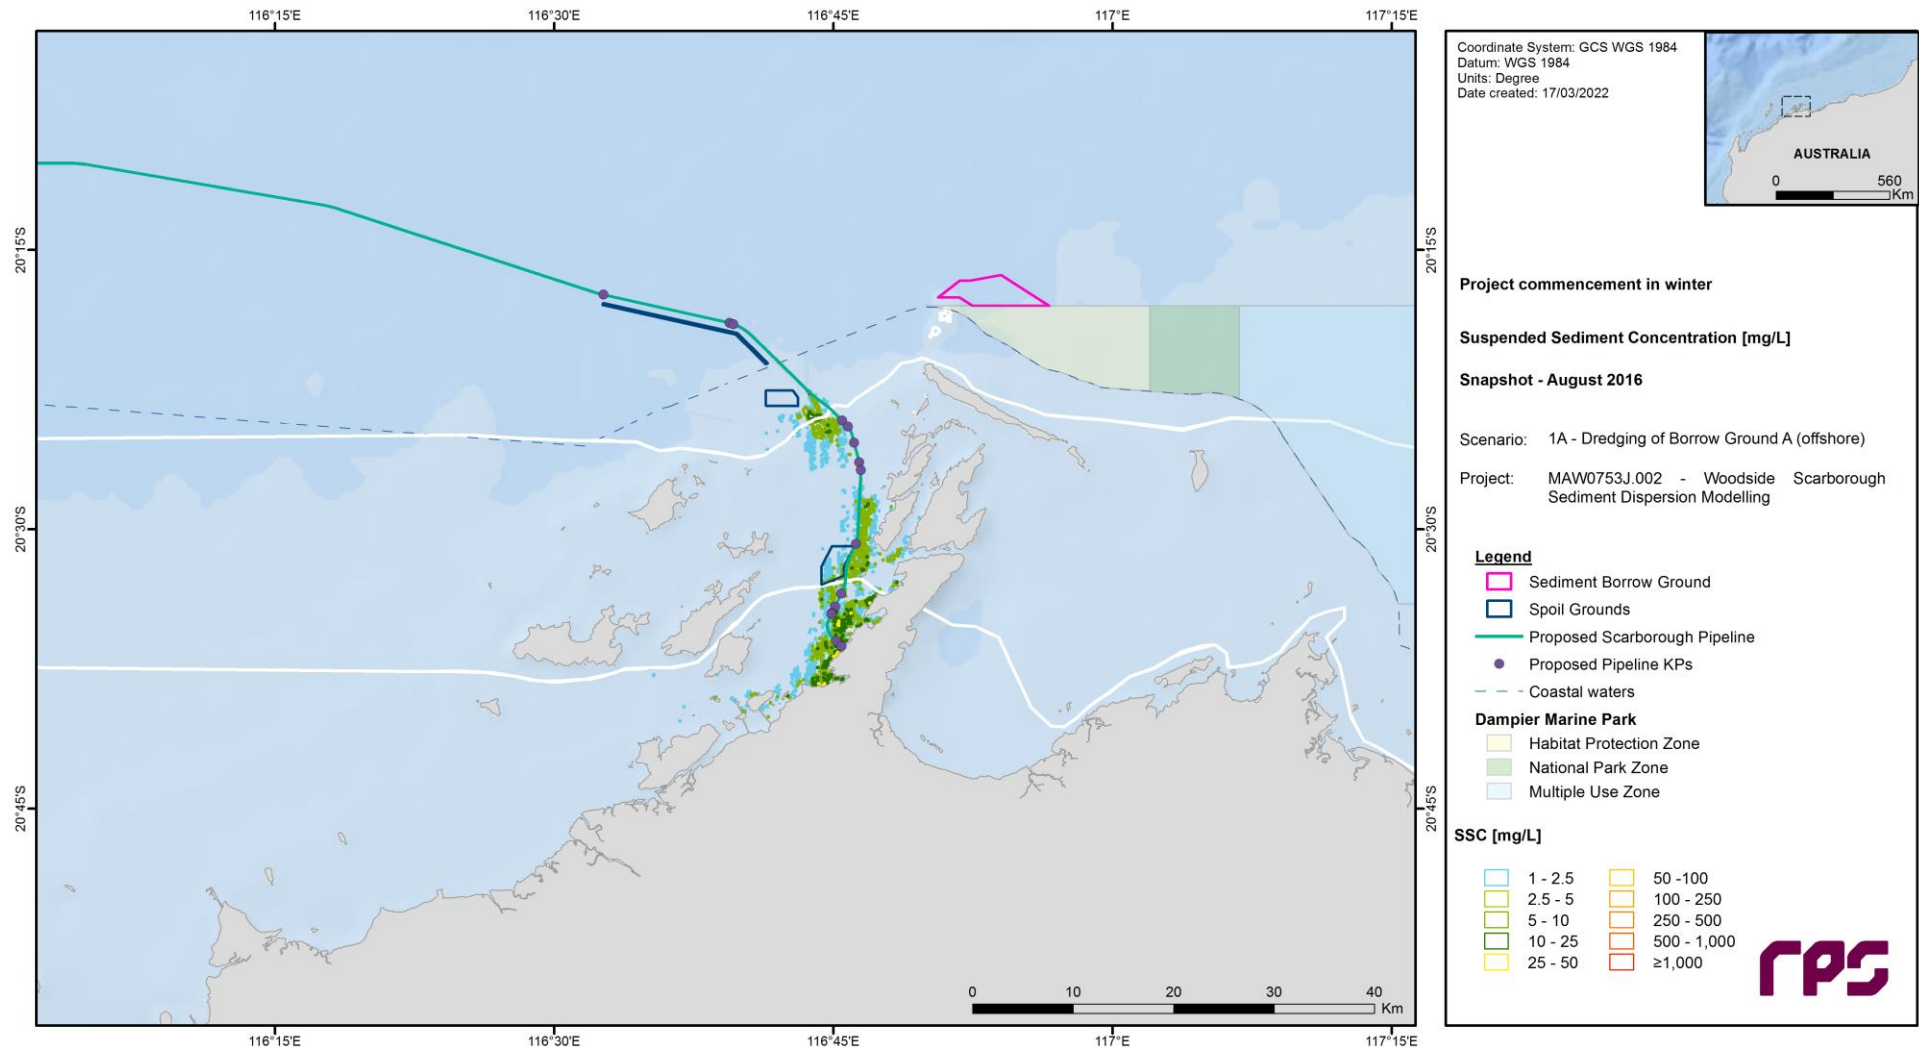 116°15'E
116°30'E
116°45'E
117°E
117°15'E
20°15'S
20°30'S
20°45'S
20°15'S
20°30'S
20°45'S
0 10 20 30 40
Km
116°15'E
116°30'E
116°45'E
117°E
117°15'E
Coordinate System: GCS WGS 1984
Datum: WGS 1984
Units: Degree
Date created: 17/03/2022
AUSTRALIA
0 560
Km
Project commencement in winter
Suspended Sediment Concentration [mg/L]
Snapshot - August 2016
Scenario: 1A - Dredging of Borrow Ground A (offshore)
Project: MAW0753J.002 - Woodside Scarborough
Sediment Dispersion Modelling
Legend
Sediment Borrow Ground
Spoil Grounds
Proposed Scarborough Pipeline
Proposed Pipeline KPs
Coastal waters
Dampier Marine Park
Habitat Protection Zone
National Park Zone
Multiple Use Zone
SSC [mg/L]
1 - 2.5
2.5 - 5
5 - 10
10 - 25
25 - 50
50 -100
100 - 250
250 - 500
500 - 1,000
≥1,000
rps